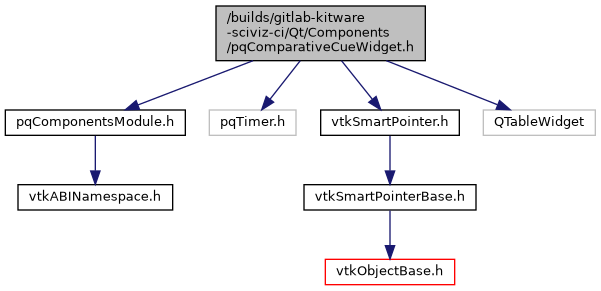 /builds/gitlab-kitware
-sciviz-ci/Qt/Components
/pqComparativeCueWidget.h
pqComponentsModule.h
pqTimer.h
vtkSmartPointer.h
QTableWidget
vtkABINamespace.h
vtkSmartPointerBase.h
vtkObjectBase.h